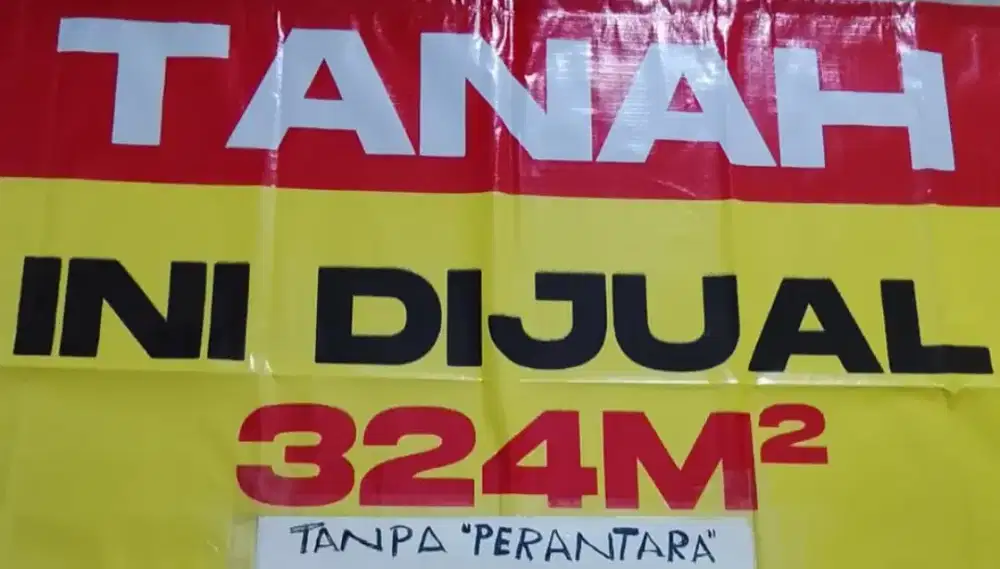 TANAH
INI DIJUAL
324M²
TANPA "PERANTARA"